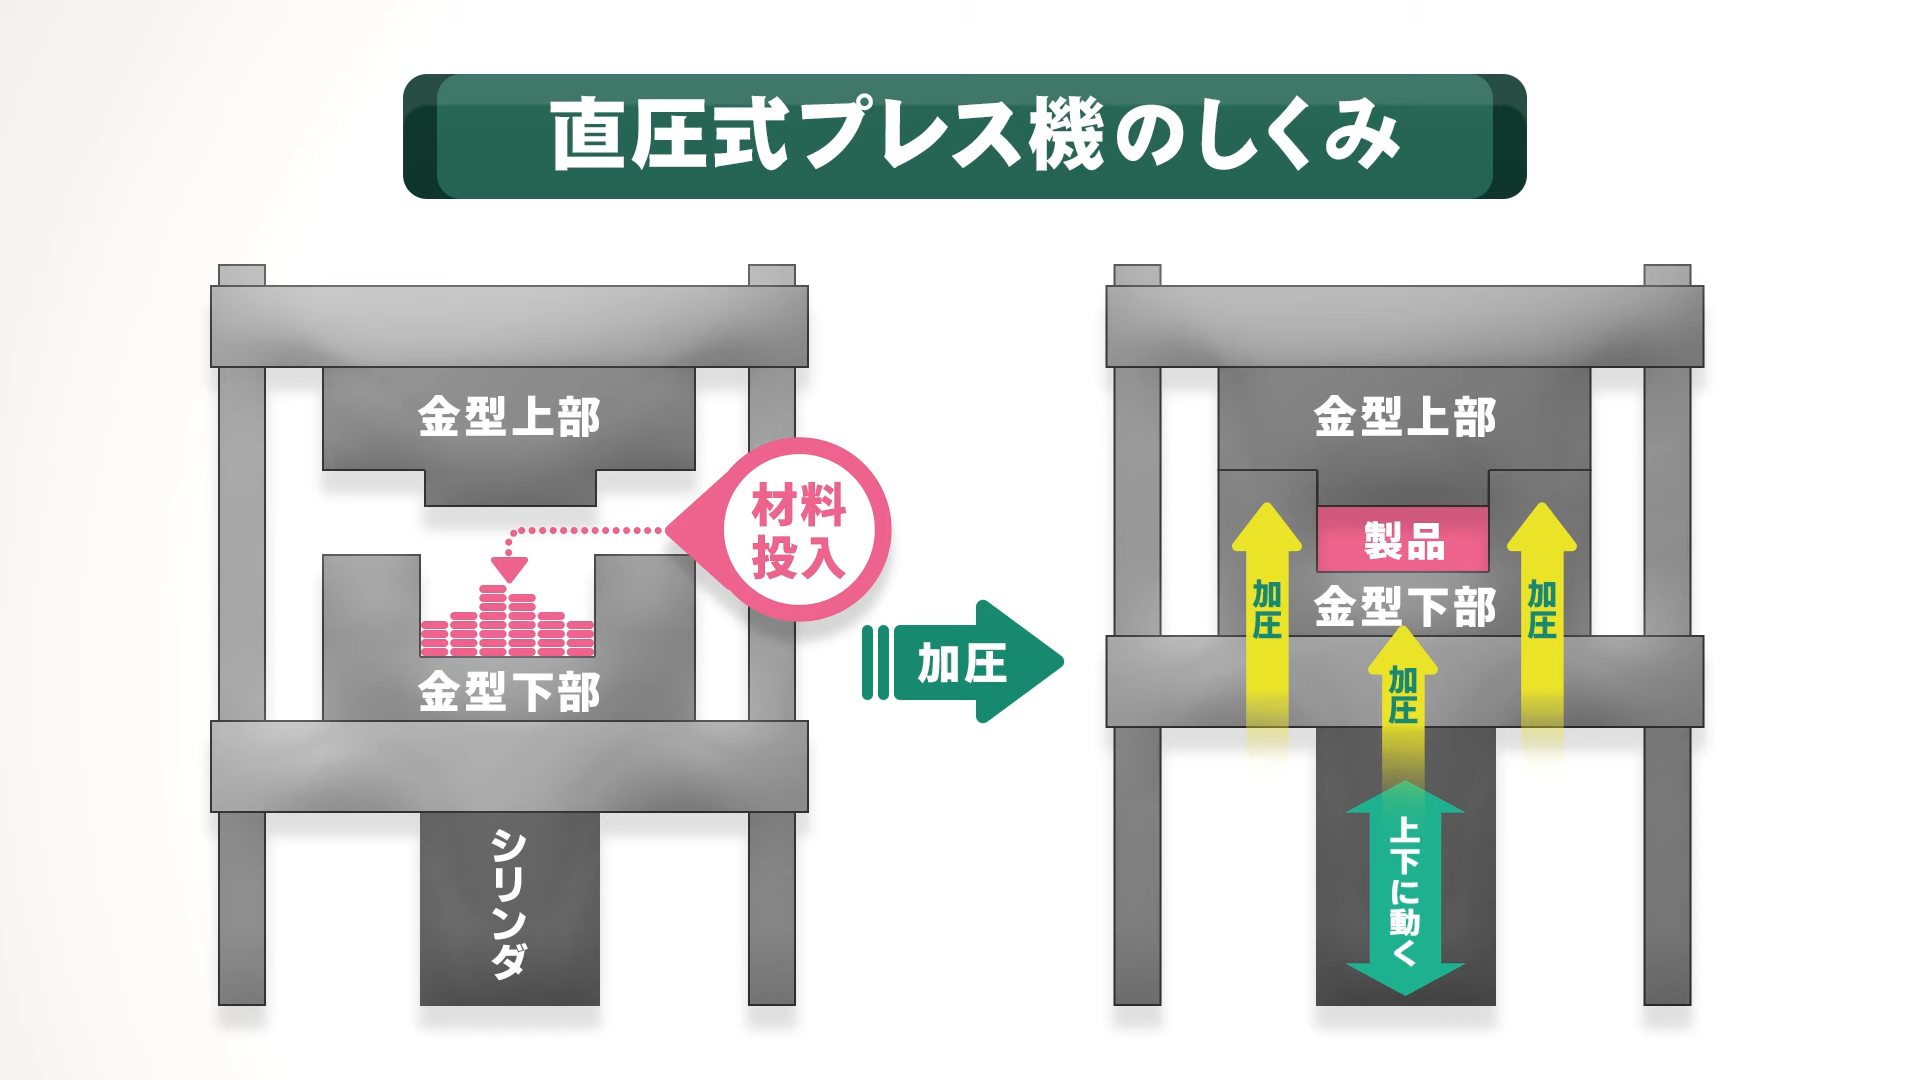 直圧式プレス機のしくみ
金型上部
材料
投入
金型下部
シリンダ
加圧
金型上部
製品
金型下部
加圧
加圧
加圧
上下に動く